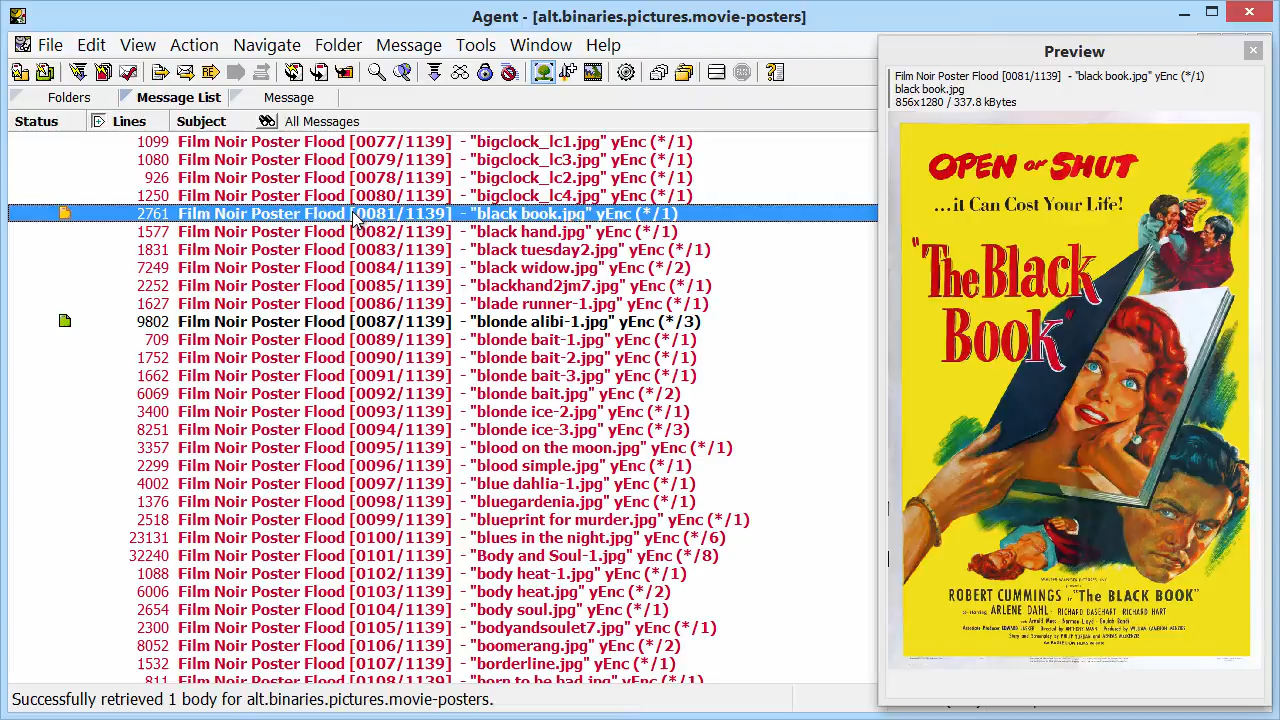 Agent - [alt.binaries.pictures.movie-posters]
File Edit View Action Navigate Folder Message Tools Window Help
Folders Message List Message
Status Lines Subject All Messages
1099 Film Noir Poster Flood [0077/1139] - "bigclock_lc1.jpg" yEnc (*/1)
1080 Film Noir Poster Flood [0079/1139] - "bigclock_lc3.jpg" yEnc (*/1)
926 Film Noir Poster Flood [0078/1139] - "bigclock_lc2.jpg" yEnc (*/1)
1250 Film Noir Poster Flood [0080/1139] - "bigclock_lc4.jpg" yEnc (*/1)
2761 Film Noir Poster Flood [0081/1139] - "black book.jpg" yEnc (*/1)
1577 Film Noir Poster Flood [0082/1139] - "black hand.jpg" yEnc (*/1)
1831 Film Noir Poster Flood [0083/1139] - "black tuesday2.jpg" yEnc (*/1)
7249 Film Noir Poster Flood [0084/1139] - "black widow.jpg" yEnc (*/2)
2252 Film Noir Poster Flood [0085/1139] - "blackhand2jm7.jpg" yEnc (*/1)
1627 Film Noir Poster Flood [0086/1139] - "blade runner-1.jpg" yEnc (*/1)
9802 Film Noir Poster Flood [0087/1139] - "blonde alibi-1.jpg" yEnc (*/3)
709 Film Noir Poster Flood [0089/1139] - "blonde bait-1.jpg" yEnc (*/1)
1752 Film Noir Poster Flood [0090/1139] - "blonde bait-2.jpg" yEnc (*/1)
1662 Film Noir Poster Flood [0091/1139] - "blonde bait-3.jpg" yEnc (*/1)
6069 Film Noir Poster Flood [0092/1139] - "blonde bait.jpg" yEnc (*/2)
3400 Film Noir Poster Flood [0093/1139] - "blonde ice-2.jpg" yEnc (*/1)
8251 Film Noir Poster Flood [0094/1139] - "blonde ice-3.jpg" yEnc (*/3)
3357 Film Noir Poster Flood [0095/1139] - "blood on the moon.jpg" yEnc (*/1)
2299 Film Noir Poster Flood [0096/1139] - "blood simple.jpg" yEnc (*/1)
4002 Film Noir Poster Flood [0097/1139] - "blue dahlia-1.jpg" yEnc (*/1)
1376 Film Noir Poster Flood [0098/1139] - "bluegardenia.jpg" yEnc (*/1)
2518 Film Noir Poster Flood [0099/1139] - "blueprint for murder.jpg" yEnc (*/1)
23131 Film Noir Poster Flood [0100/1139] - "blues in the night.jpg" yEnc (*/6)
32240 Film Noir Poster Flood [0101/1139] - "Body and Soul-1.jpg" yEnc (*/8)
1088 Film Noir Poster Flood [0102/1139] - "body heat-1.jpg" yEnc (*/1)
6006 Film Noir Poster Flood [0103/1139] - "body heat.jpg" yEnc (*/2)
2654 Film Noir Poster Flood [0104/1139] - "body soul.jpg" yEnc (*/1)
2300 Film Noir Poster Flood [0105/1139] - "bodyandsoulet7.jpg" yEnc (*/1)
8052 Film Noir Poster Flood [0106/1139] - "boomerang.jpg" yEnc (*/2)
1532 Film Noir Poster Flood [0107/1139] - "borderline.jpg" yEnc (*/1)
811 Film Noir Poster Flood [0108/1139] - "born to be bad.jpg" yEnc (*/1)
Successfully retrieved 1 body for alt.binaries.pictures.movie-posters.
Preview
Film Noir Poster Flood [0081/1139] - "black book.jpg" yEnc (*/1)
black book.jpg
856x1280 / 337.8 kBytes
OPEN or SHUT
...it Can Cost Your Life!
"The Black
Book"
ROBERT CUMMINGS in "The BLACK BOOK"
ARLENE DAHL · RICHARD BASEHART · RICHARD HART